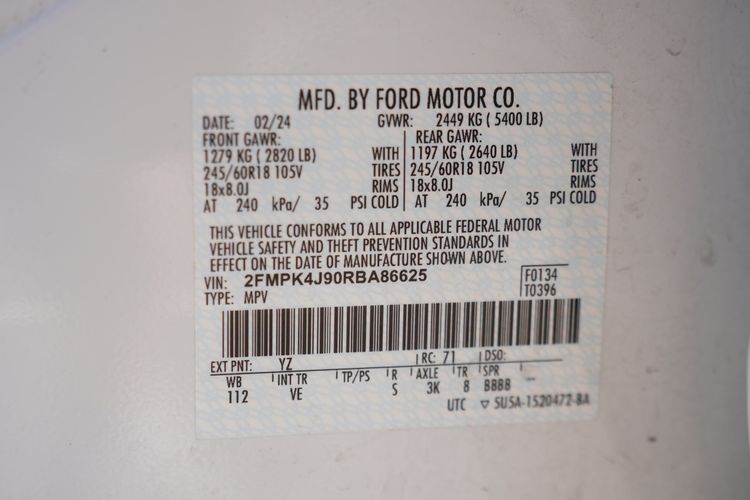 MFD. BY FORD MOTOR CO.
DATE: 02/24 GVWR: 2449 KG ( 5400 LB)
FRONT GAWR: REAR GAWR:
1279 KG ( 2820 LB) WITH 1197 KG ( 2640 LB) WITH
245/60R18 105V TIRES 245/60R18 105V TIRES
18x8.0J RIMS 18x8.0J RIMS
AT 240 kPa/ 35 PSI COLD AT 240 kPa/ 35 PSI COLD
THIS VEHICLE CONFORMS TO ALL APPLICABLE FEDERAL MOTOR
VEHICLE SAFETY AND THEFT PREVENTION STANDARDS IN
EFFECT ON THE DATE OF MANUFACTURE SHOWN ABOVE.
VIN: 2FMPK4J90RBA86625 F0134
TYPE: MPV T0396
EXT PNT: YZ RC: 71 DSO:
WB INT TR TP/PS R AXLE TR SPR
112 VE S 3K 8 BBBB
UTC ▽ 5U5A-1520472-BA